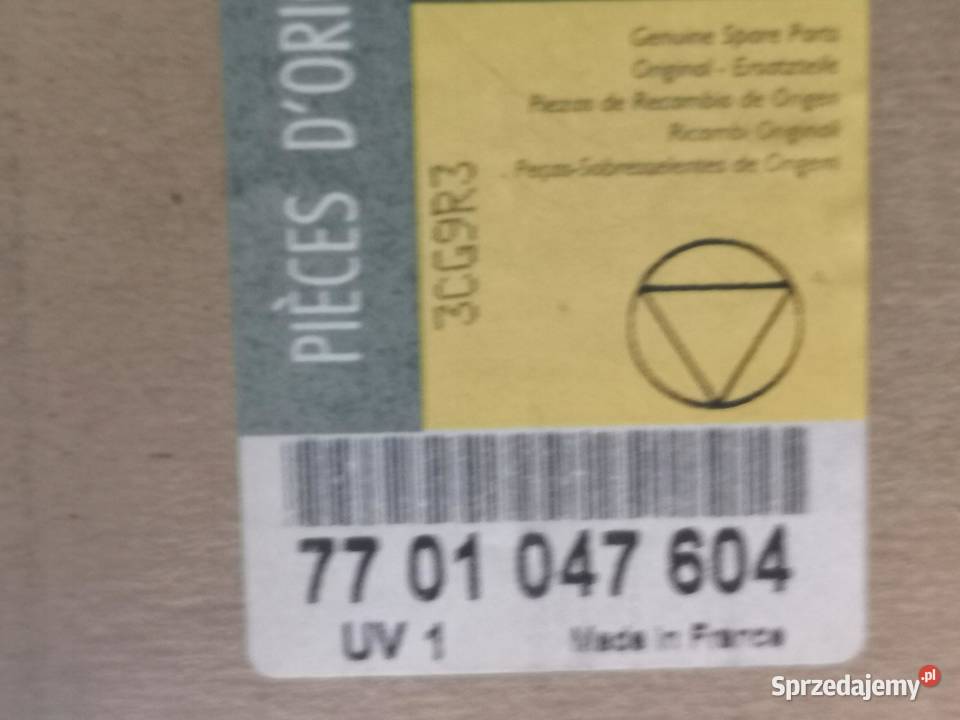 PIÈCES D'ORI
Genuine Spare Parts
Original - Ersatzteile
Piezas de Recambio de Origen
Ricambi Originali
Peças-Sobresselentes de Origem
3CG9R3
77 01 047 604
UV 1
Made in France
Sprzedajemy.pl